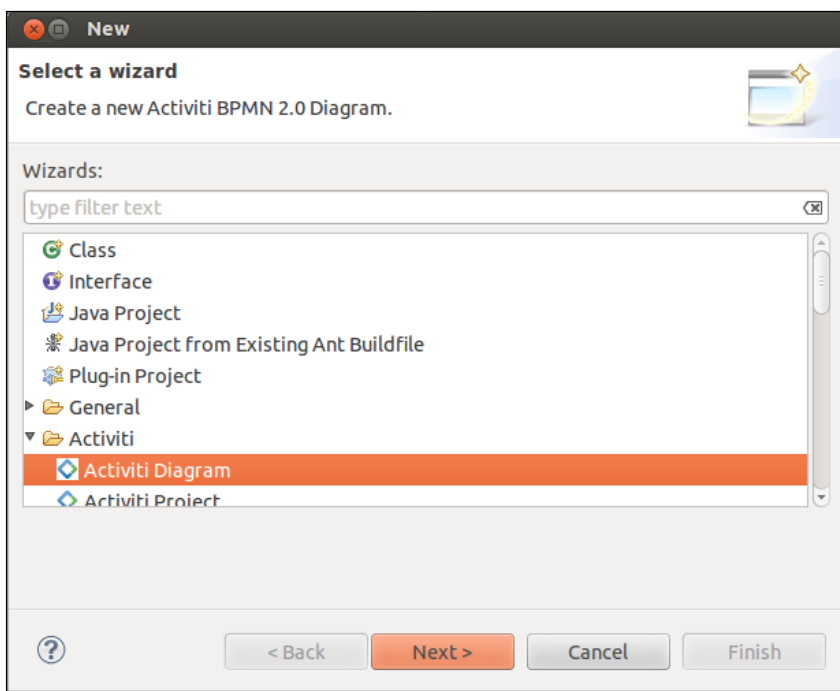 New
Select a wizard
Create a new Activiti BPMN 2.0 Diagram.
Wizards:
type filter text
Class
Interface
Java Project
Java Project from Existing Ant Buildfile
Plug-in Project
General
Activiti
Activiti Diagram
Activiti Project
< Back Next > Cancel Finish